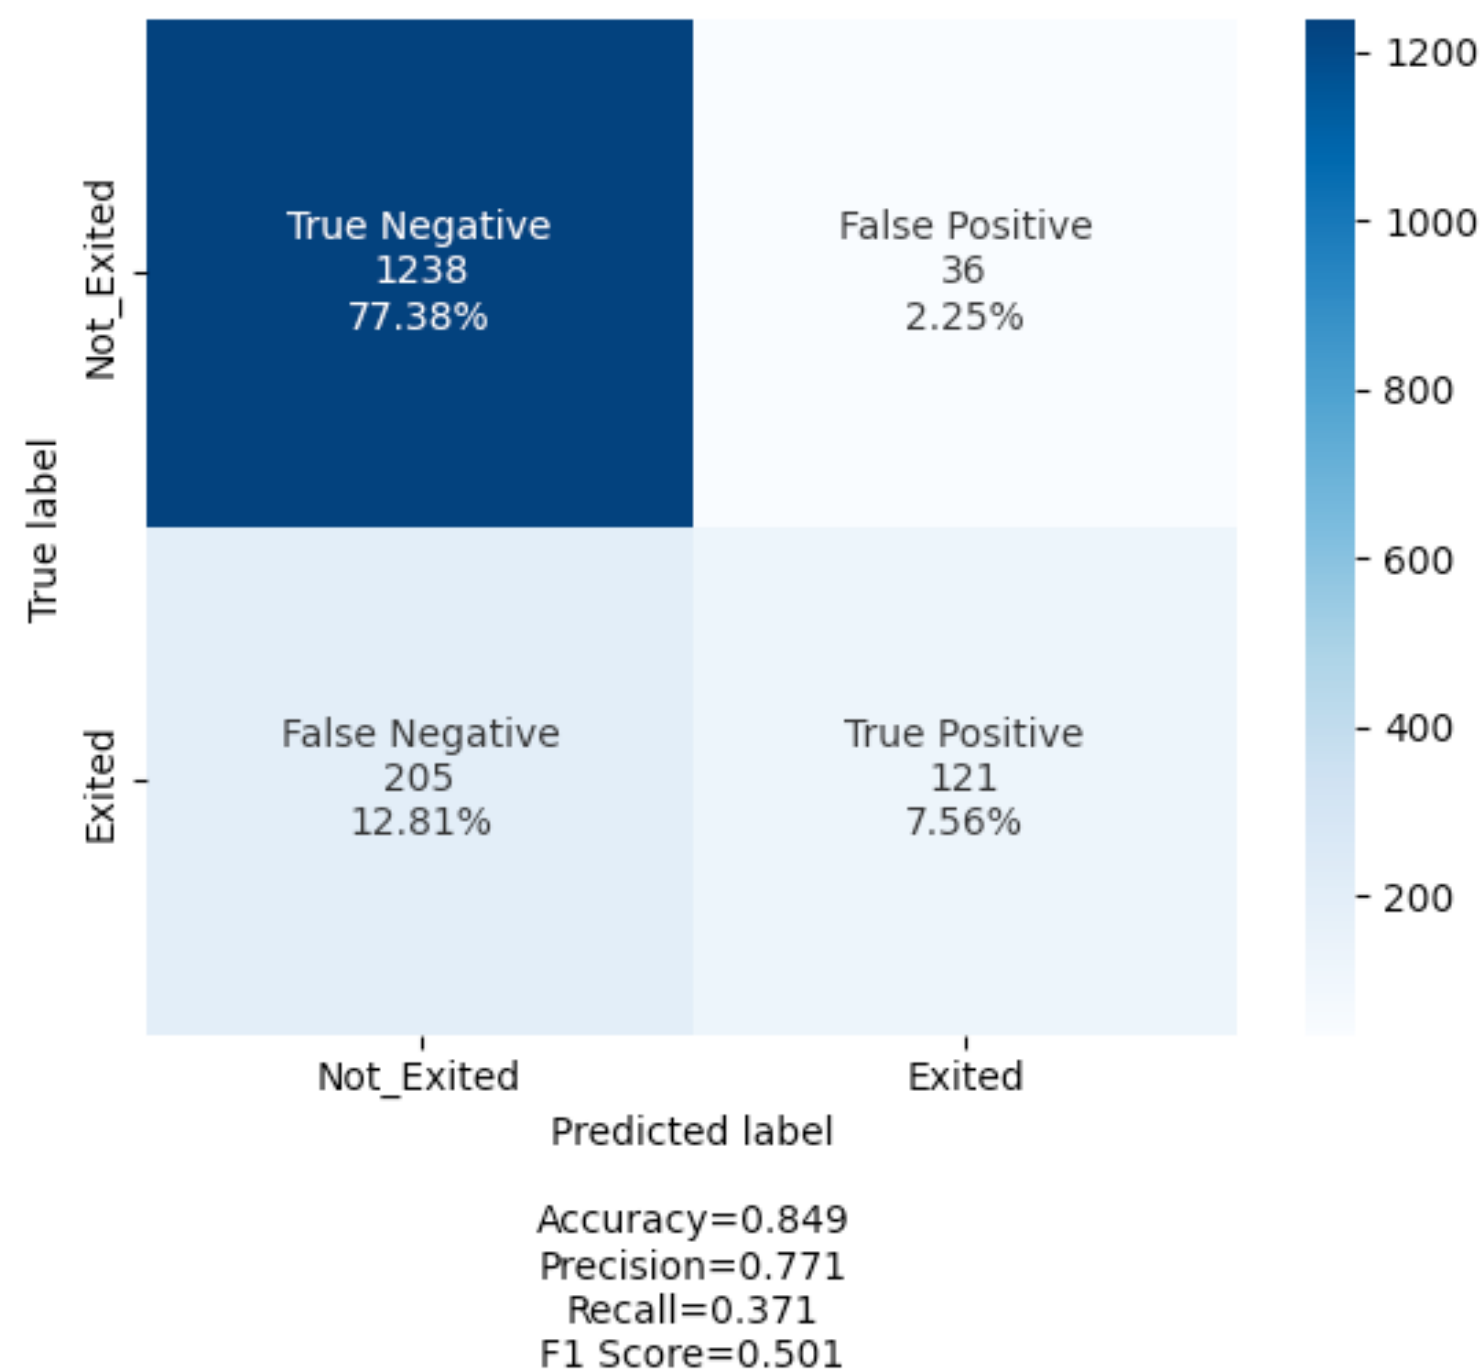 True label
Not_Exited
Exited
True Negative
1238
77.38%
False Positive
36
2.25%
False Negative
205
12.81%
True Positive
121
7.56%
Not_Exited
Exited
Predicted label
Accuracy=0.849
Precision=0.771
Recall=0.371
F1 Score=0.501
1200
1000
800
600
400
200